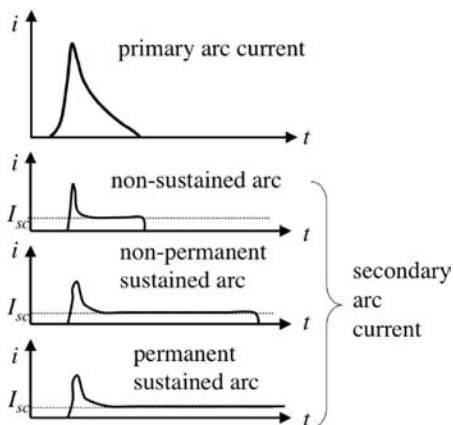 i
primary arc current
t
i
non-sustained arc
I_sc
t
i
non-permanent
sustained arc
I_sc
t
i
permanent
sustained arc
I_sc
t
secondary
arc
current